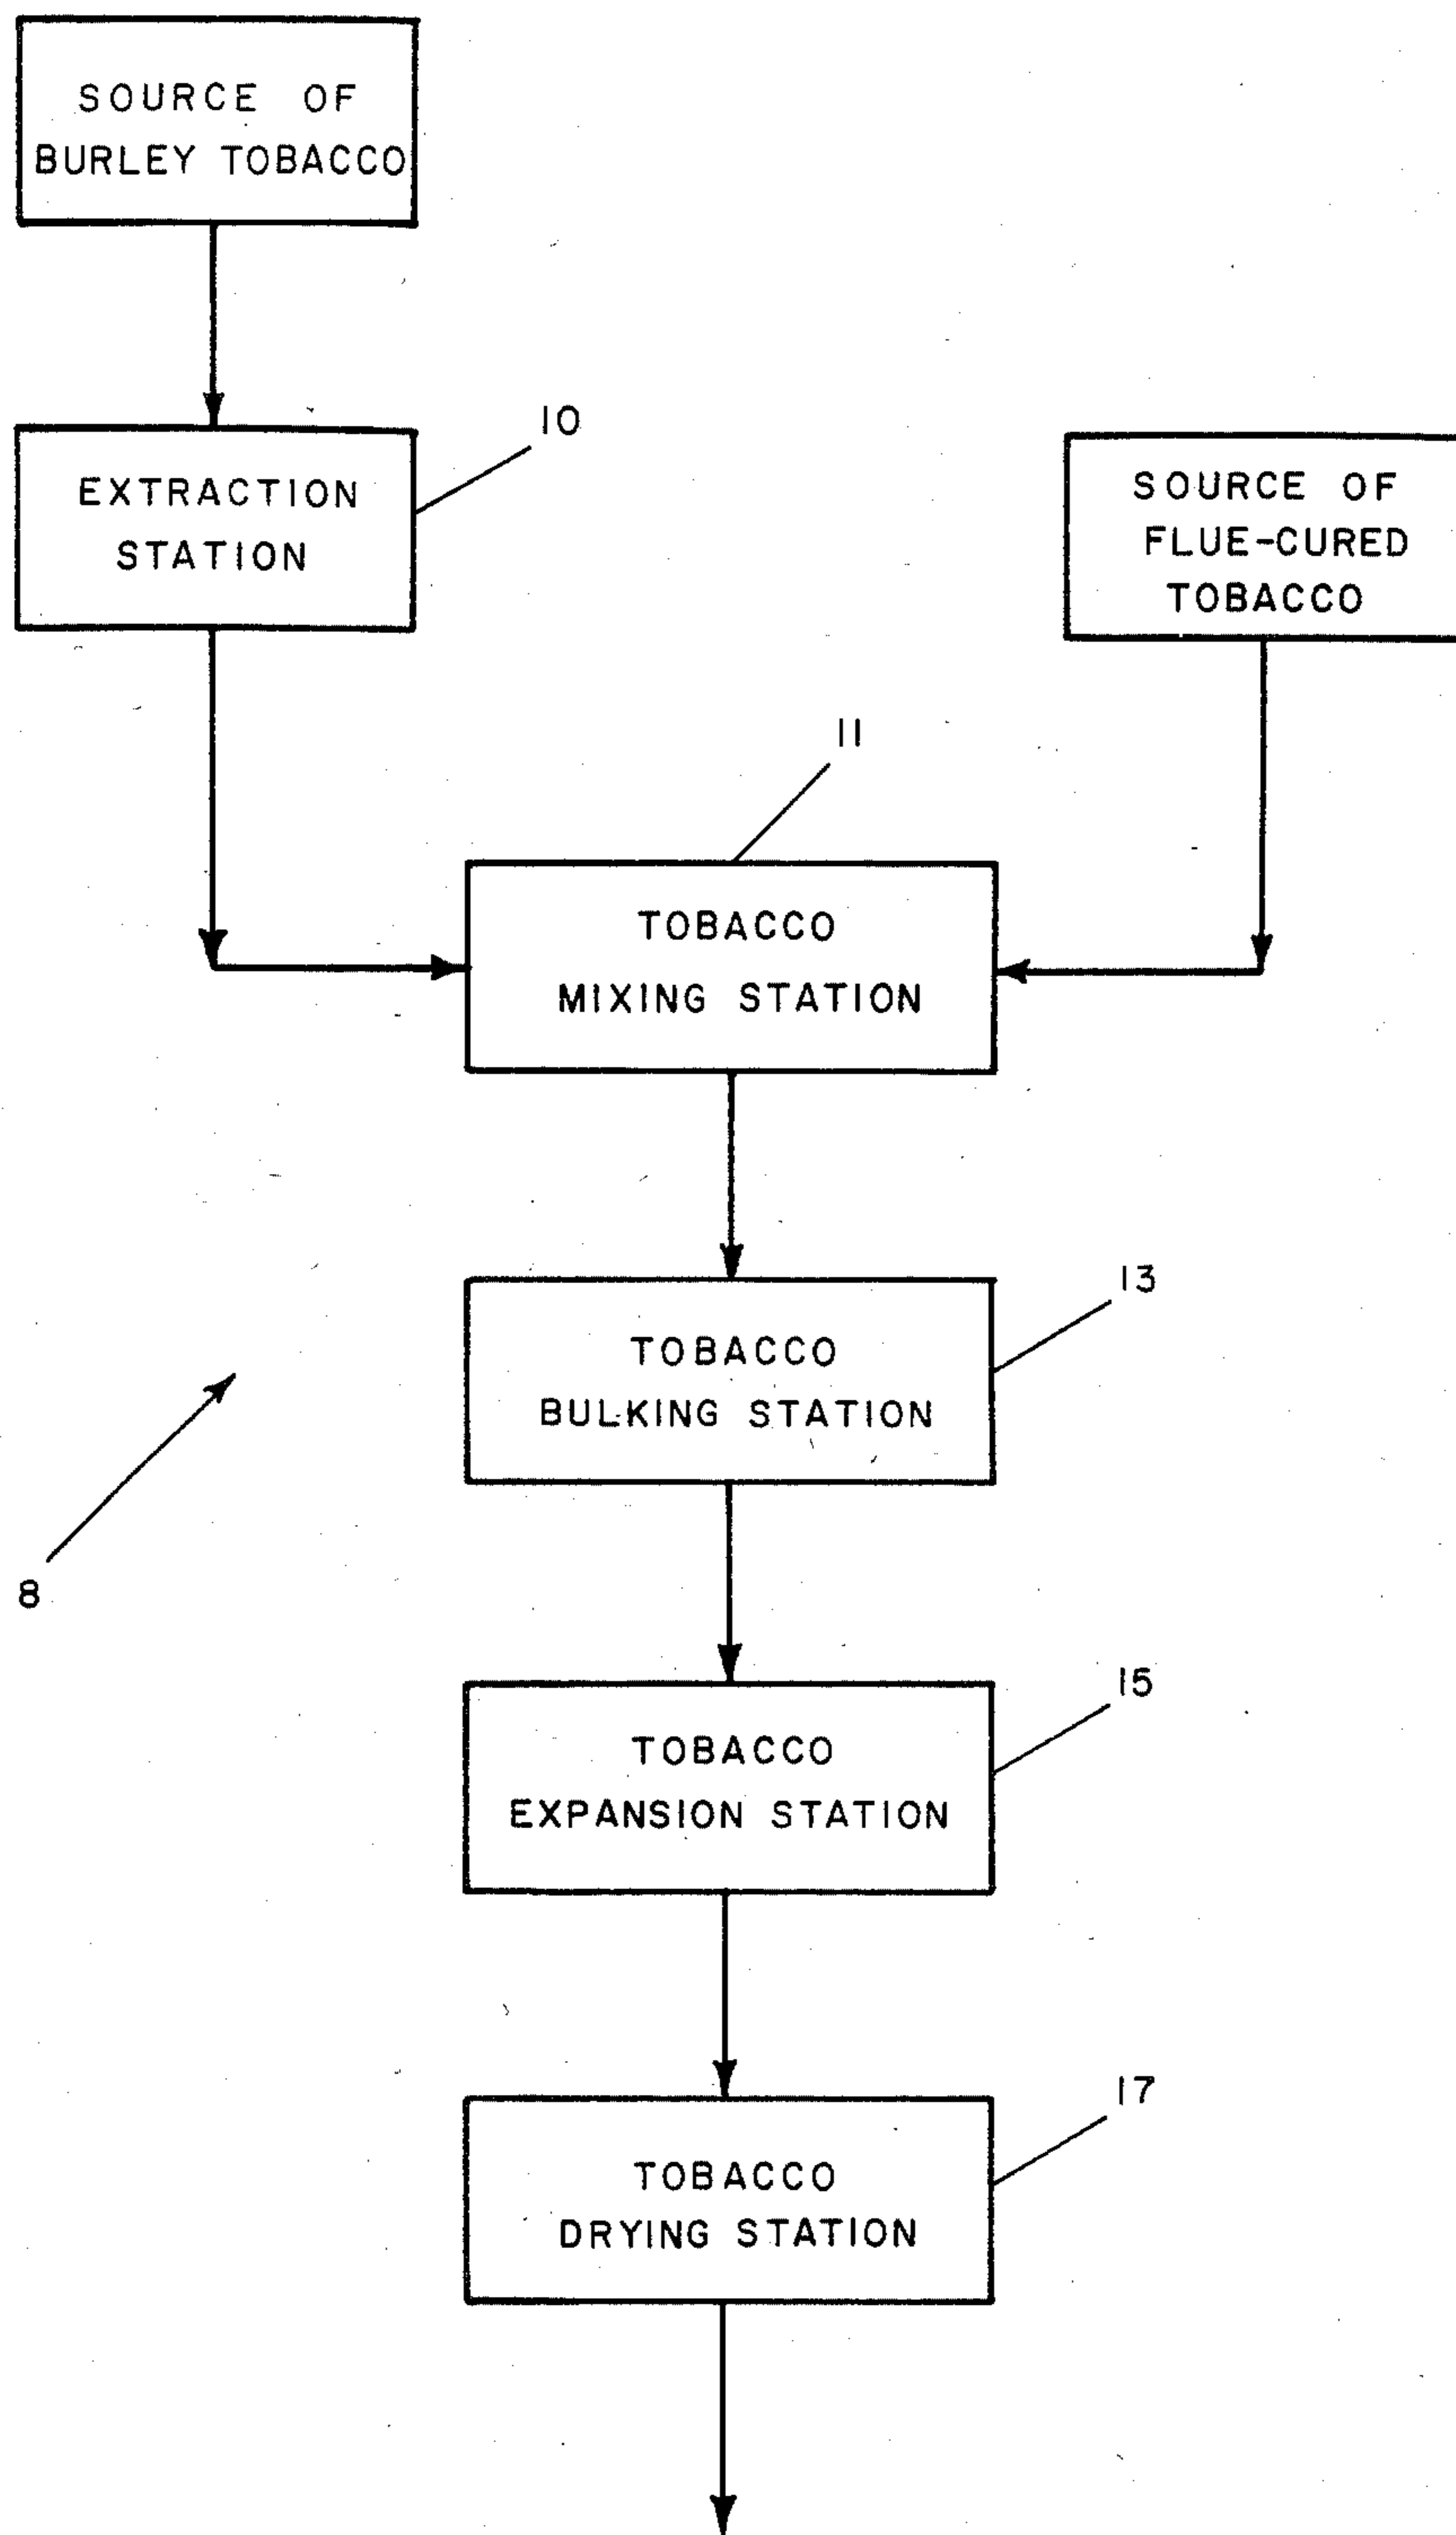 SOURCE OF
BURLEY TOBACCO
10
EXTRACTION
STATION
SOURCE OF
FLUE-CURED
TOBACCO
11
TOBACCO
MIXING STATION
13
TOBACCO
BULKING STATION
8
15
TOBACCO
EXPANSION STATION
17
TOBACCO
DRYING STATION